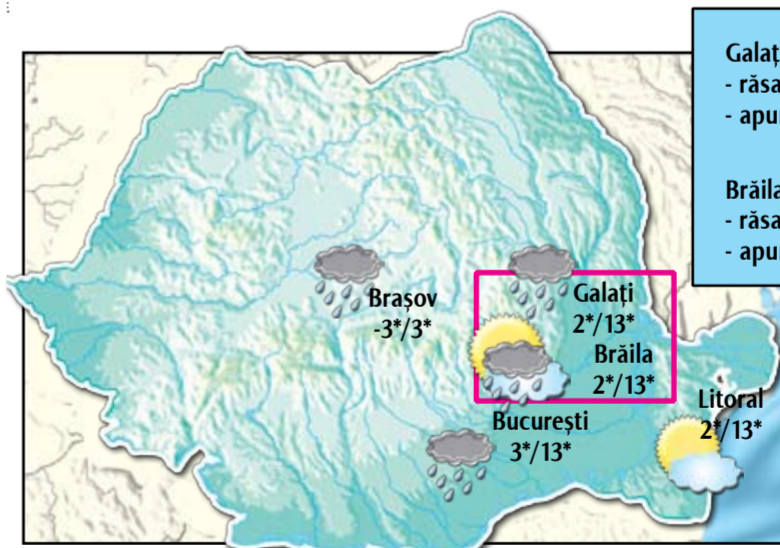 Galaț
- răsa
- apu
Brăila
- răsa
- apu
Brașov
-3*/3*
Galați
2*/13*
Brăila
2*/13*
București
3*/13*
Litoral
2*/13*